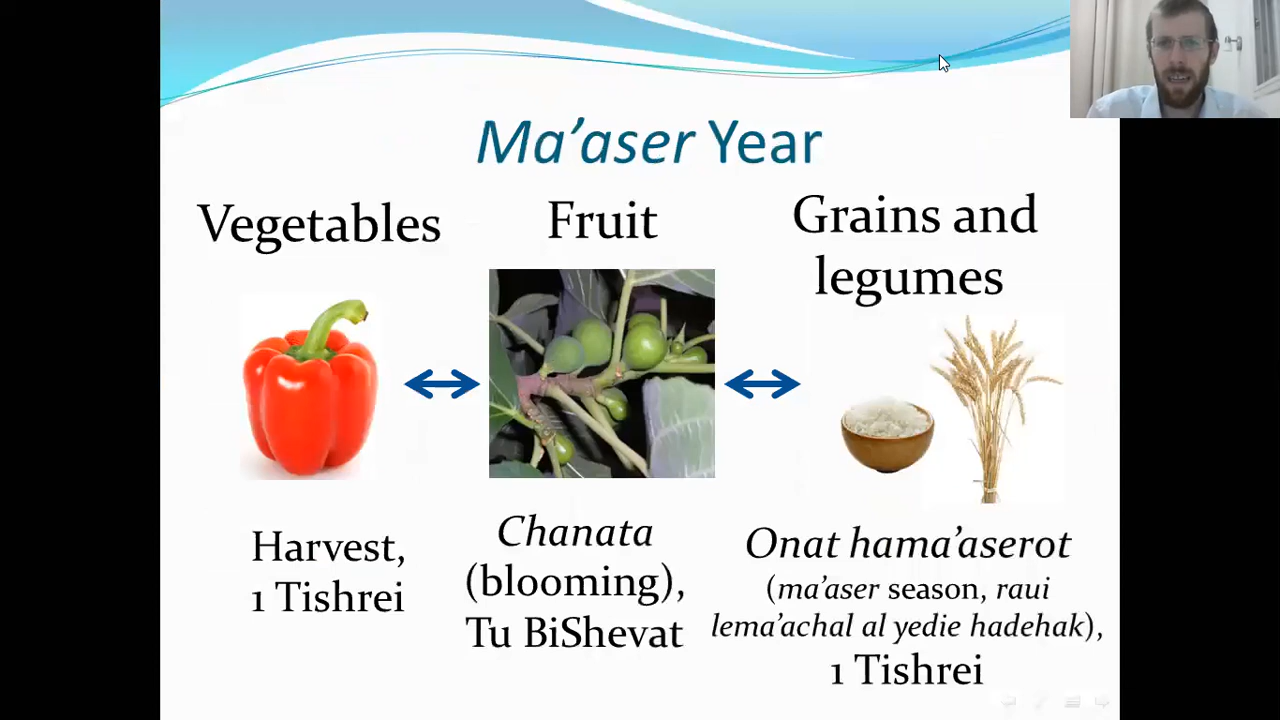 Ma’aser Year
Vegetables
Harvest,
1 Tishrei
Fruit
Chanata
(blooming),
Tu BiShevat
Grains and
legumes
Onat hama’aserot
(ma’aser season, raui
lema’achal al yedie hadehak),
1 Tishrei